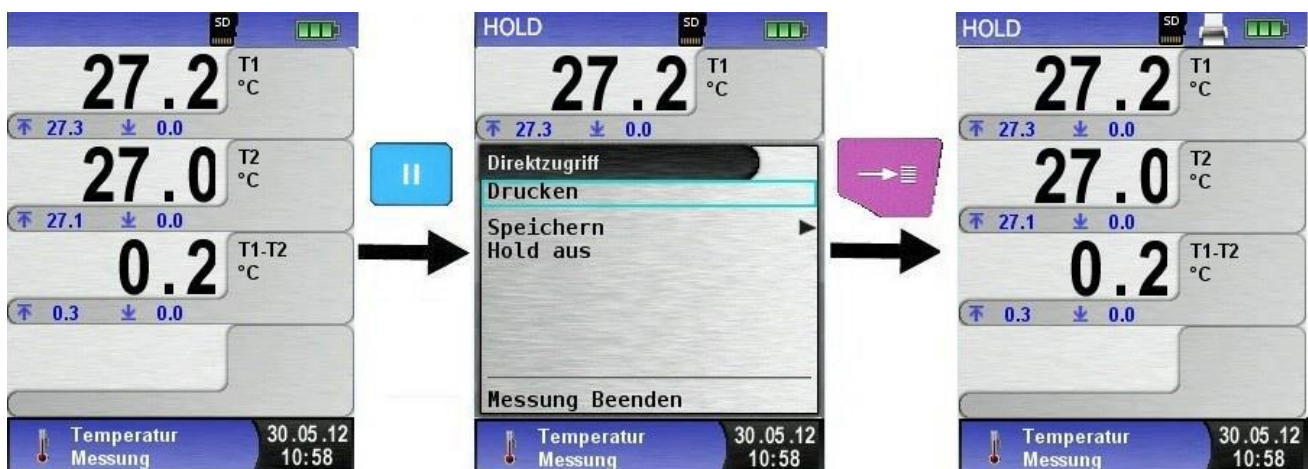 SD
27.2 T1
°C
27.3 0.0
27.0 T2
°C
27.1 0.0
0.2 T1-T2
°C
0.3 0.0
Temperatur 30.05.12
Messung 10:58
HOLD SD
27.2 T1
°C
27.3 0.0
Direktzugriff
Drucken
Speichern
Hold aus
Messung Beenden
Temperatur 30.05.12
Messung 10:58
HOLD SD
27.2 T1
°C
27.3 0.0
27.0 T2
°C
27.1 0.0
0.2 T1-T2
°C
0.3 0.0
Temperatur 30.05.12
Messung 10:58